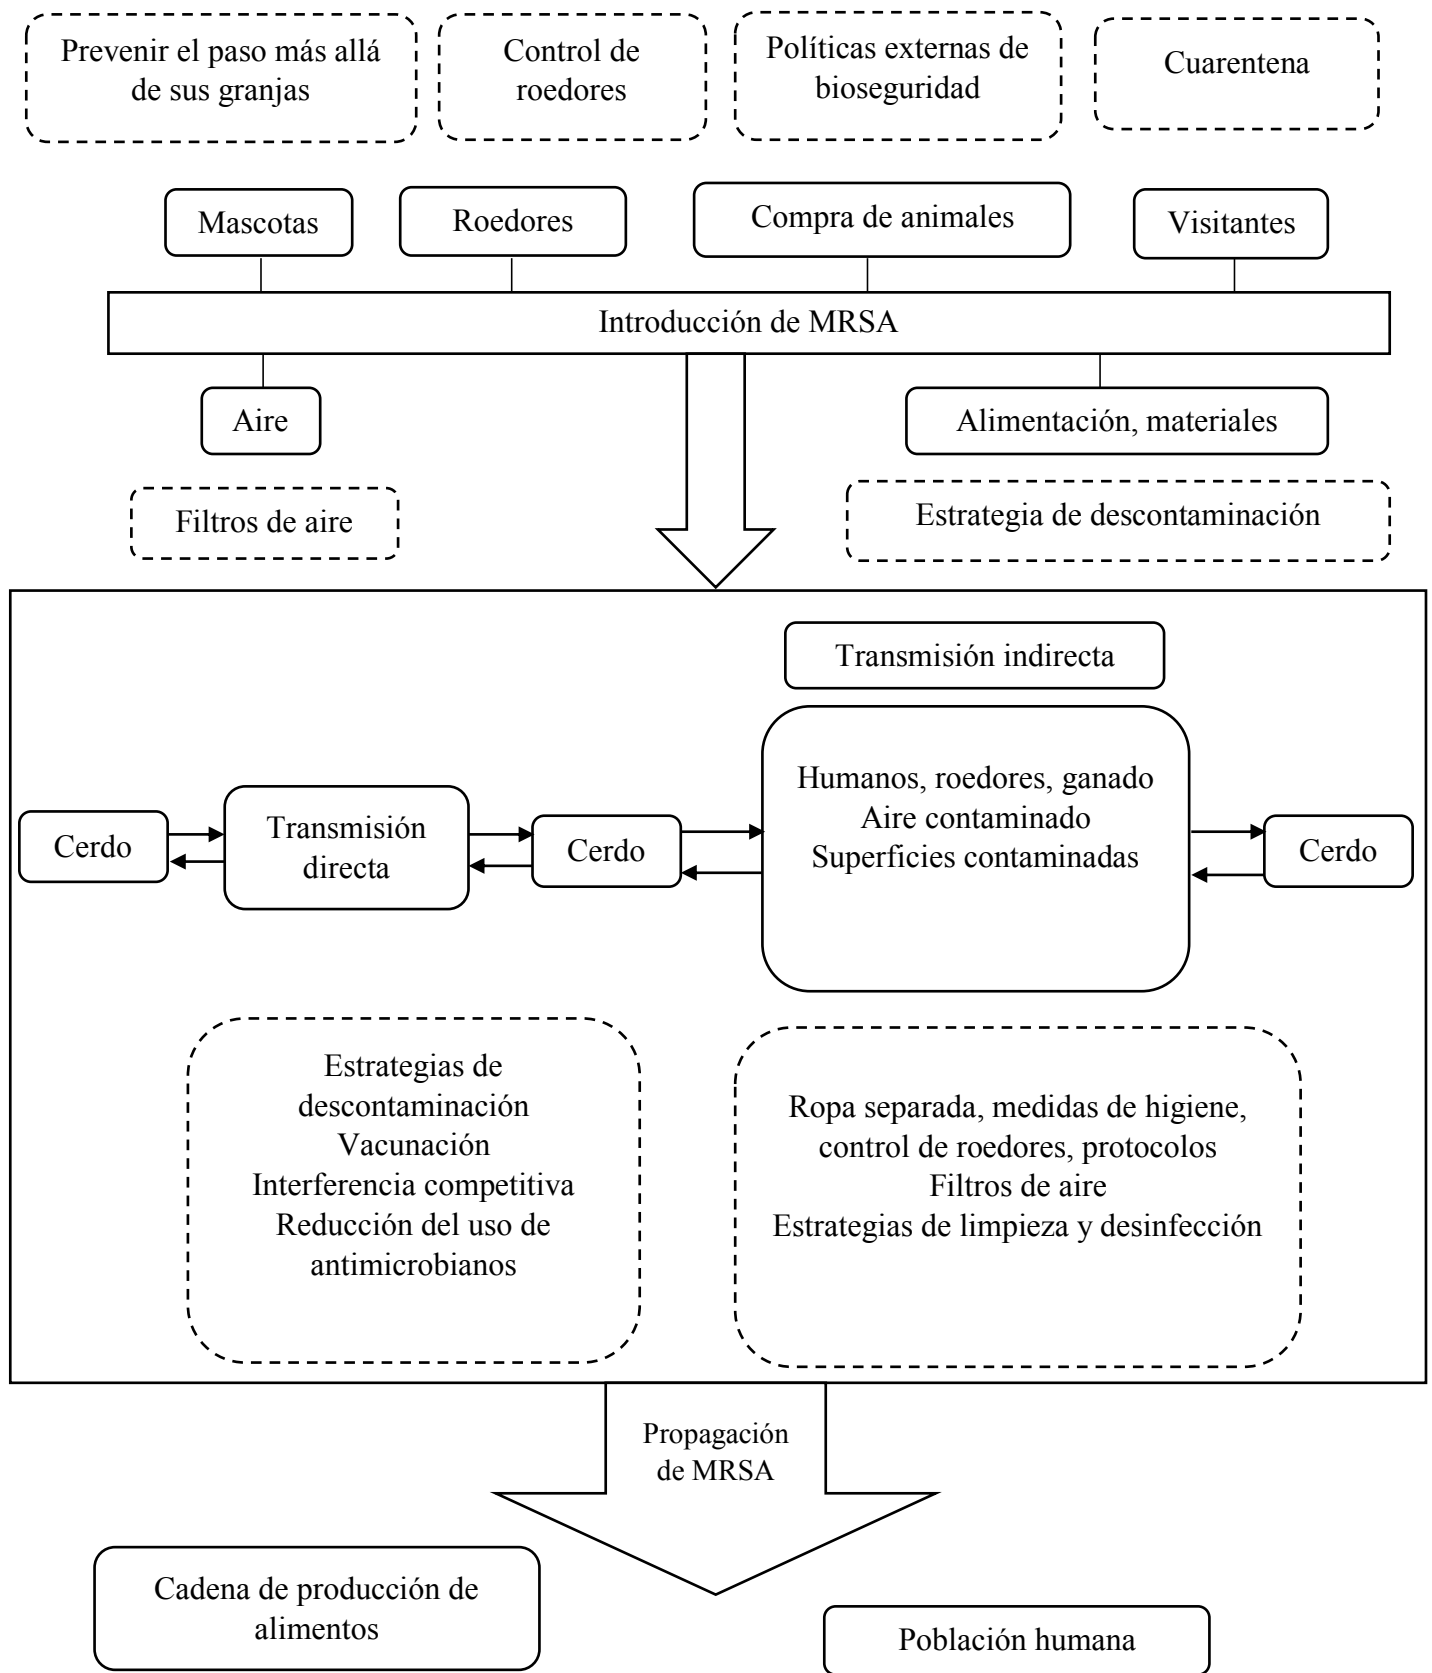 Prevenir el paso más allá
de sus granjas
Control de
roedores
Políticas externas de
bioseguridad
Cuarentena
Mascotas
Roedores
Compra de animales
Visitantes
Introducción de MRSA
Aire
Alimentación, materiales
Filtros de aire
Estrategia de descontaminación
Transmisión indirecta
Cerdo
Transmisión
directa
Cerdo
Humanos, roedores, ganado
Aire contaminado
Superficies contaminadas
Cerdo
Estrategias de
descontaminación
Vacunación
Interferencia competitiva
Reducción del uso de
antimicrobianos
Ropa separada, medidas de higiene,
control de roedores, protocolos
Filtros de aire
Estrategias de limpieza y desinfección
Propagación
de MRSA
Cadena de producción de
alimentos
Población humana